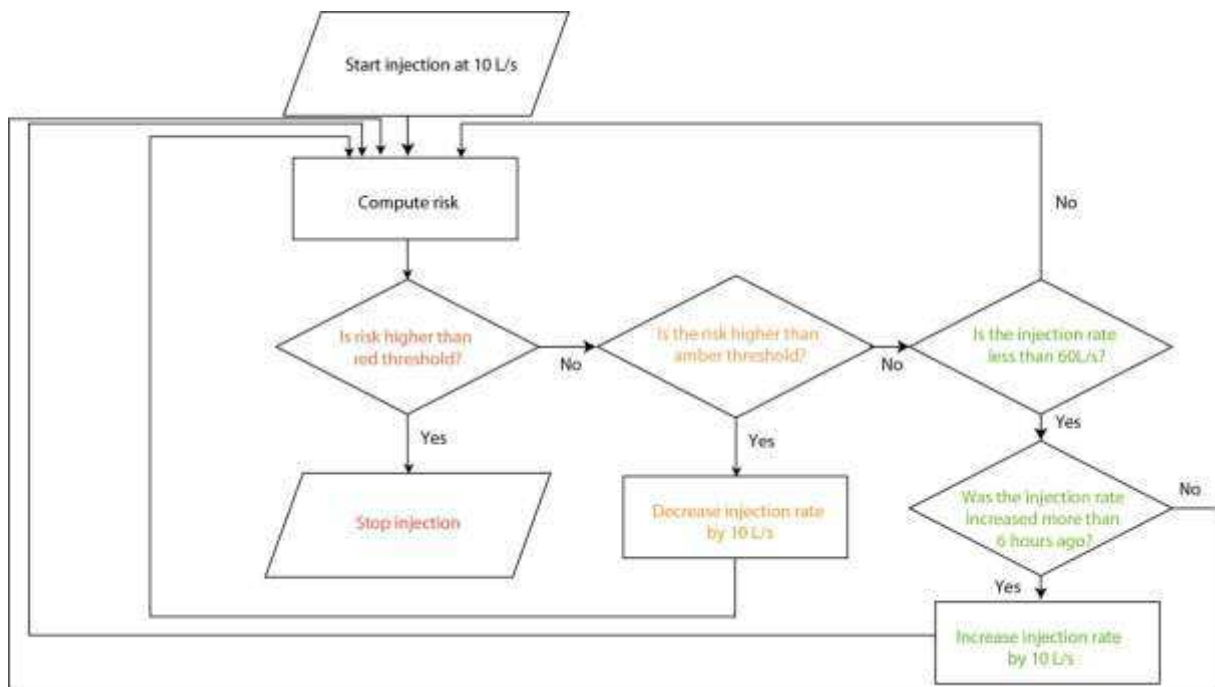 Start injection at 10 L/s
Compute risk
No
Is risk higher than
red threshold?
No
Is the risk higher than
amber threshold?
No
Is the injection rate
less than 60L/s?
Yes
Yes
Yes
Stop injection
Decrease injection rate
by 10 L/s
Was the injection rate
increased more than
6 hours ago?
No
Yes
Increase injection rate
by 10 L/s